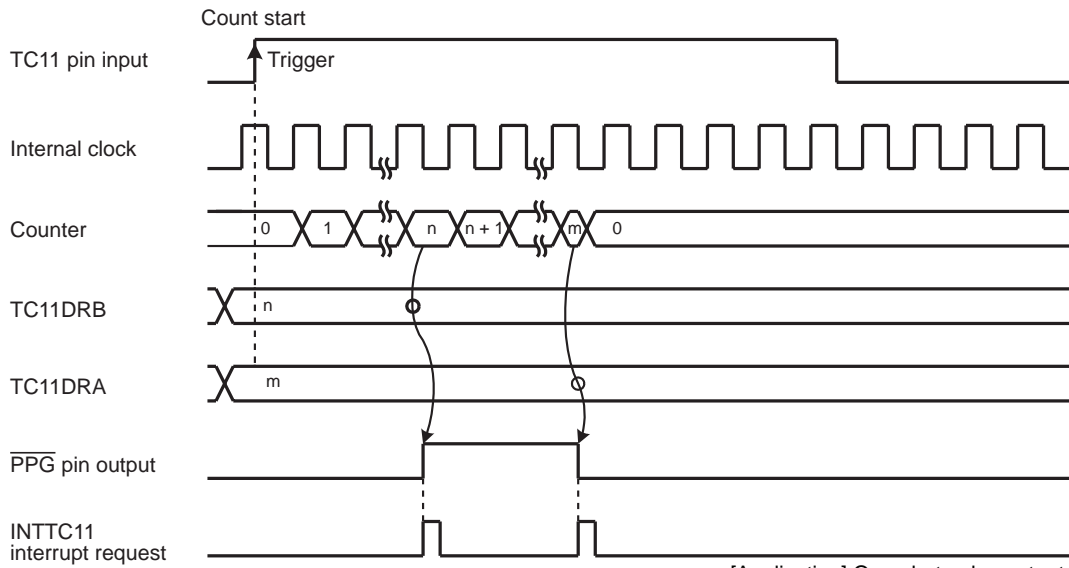 Count start
TC11 pin input
Trigger
Internal clock
Counter
0
1
n
n + 1
m
0
TC11DRB
n
TC11DRA
m
PPG pin output
INTTC11
interrupt request